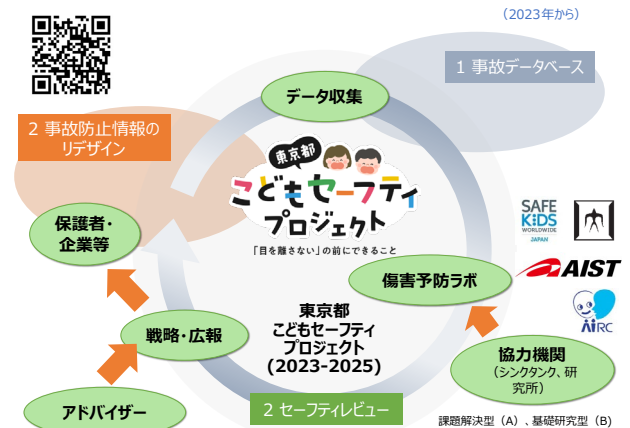 （2023年から）
1 事故データベース
データ収集
2 事故防止情報の
リデザイン
東京都
こどもセーフティ
プロジェクト
「目を離さない」の前にできること
保護者・
企業等
SAFE
KIDS
WORLDWIDE
JAPAN
AIST
傷害予防ラボ
AiRC
東京都
こどもセーフティ
プロジェクト
(2023-2025)
戦略・広報
協力機関
（シンクタンク、研
究所）
アドバイザー
2 セーフティレビュー
課題解決型（A）、基礎研究型（B）